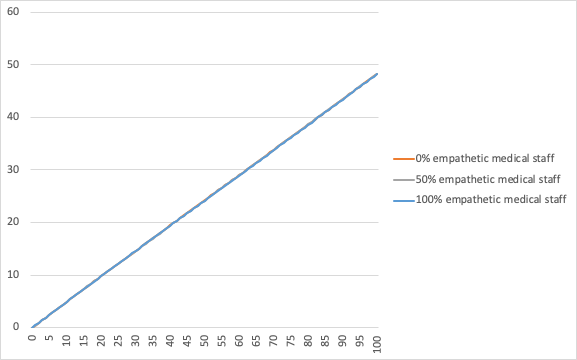 60
50
40
30
20
10
0
0 5 10 15 20 25 30 35 40 45 50 55 60 65 70 75 80 85 90 95 100
0% empathetic medical staff
50% empathetic medical staff
100% empathetic medical staff